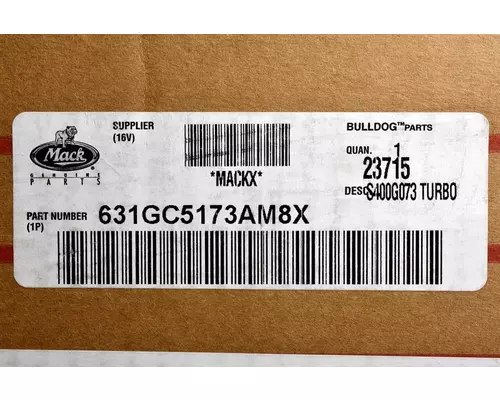 Mack
GENUINE
PARTS
SUPPLIER
(16V)
*MACKX*
BULLDOG™PARTS
QUAN. 1
23715
DESC S400G073 TURBO
PART NUMBER
(1P)
631GC5173AM8X